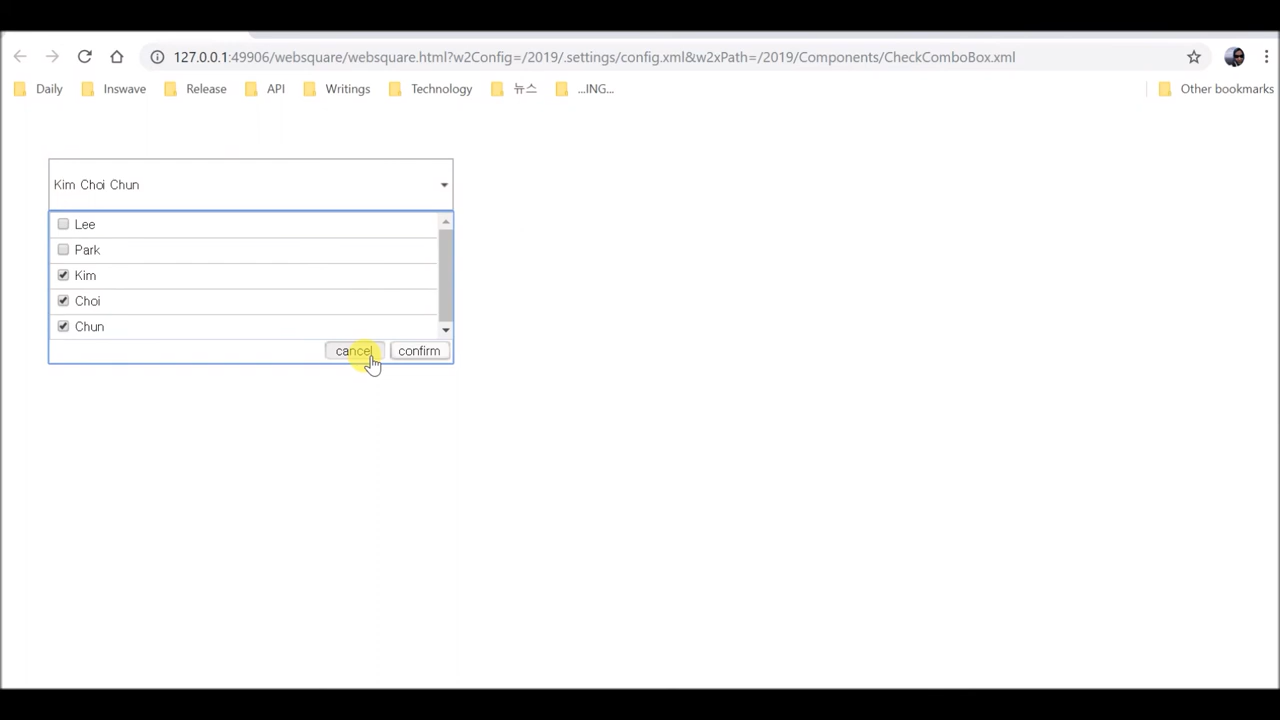 127.0.0.1:49906/websquare/websquare.html?w2Config=/2019/.settings/config.xml&w2xPath=/2019/Components/CheckComboBox.xml
Daily Inswave Release API Writings Technology 뉴스 ...ING... Other bookmarks
Kim Choi Chun
Lee
Park
Kim
Choi
Chun
cancel confirm